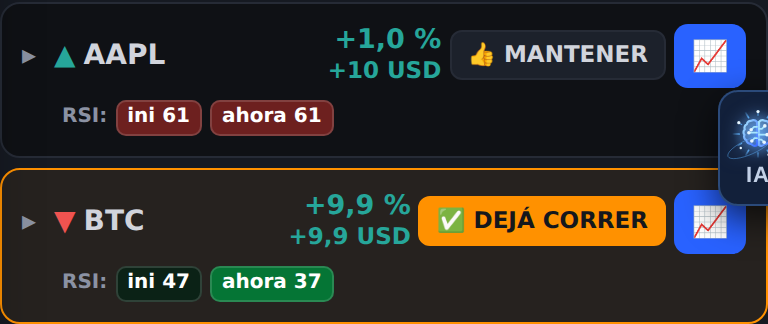 ▶ ▲ AAPL +1,0 % 👍 MANTENER 📈
+10 USD
RSI: ini 61 ahora 61
IA
▶ ▼ BTC +9,9 % ✅ DEJÁ CORRER 📈
+9,9 USD
RSI: ini 47 ahora 37